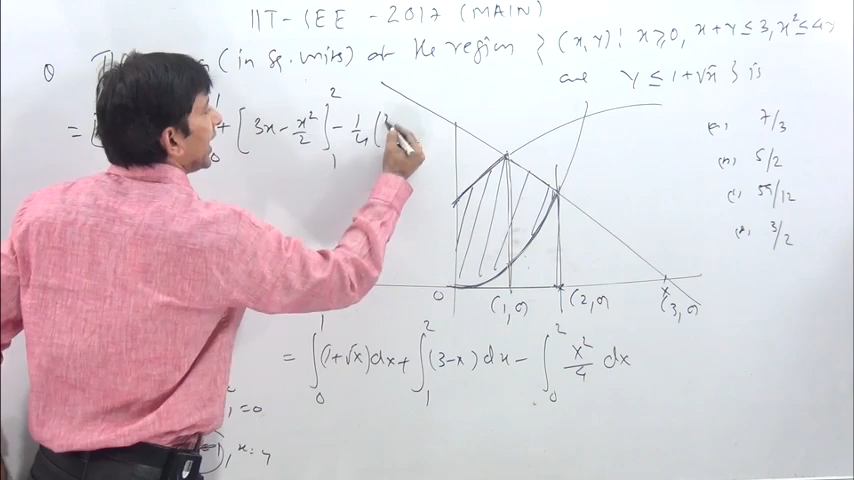 IIT-JEE - 2017 (MAIN)
Q (in sq. units) of the region { (x, y): x ≥ 0, x + y ≤ 3, x² ≤ 4y
and y ≤ 1 + √x } is
= + [3x - x²/2]₁² - 1/4 (
7/3
5/2
59/12
3/2
0 (1, 0) (2, 0) (3, 0)
= ∫₀¹ (1+√x) dx + ∫₁² (3-x) dx - ∫₀² x²/4 dx
= 0
, x = 4